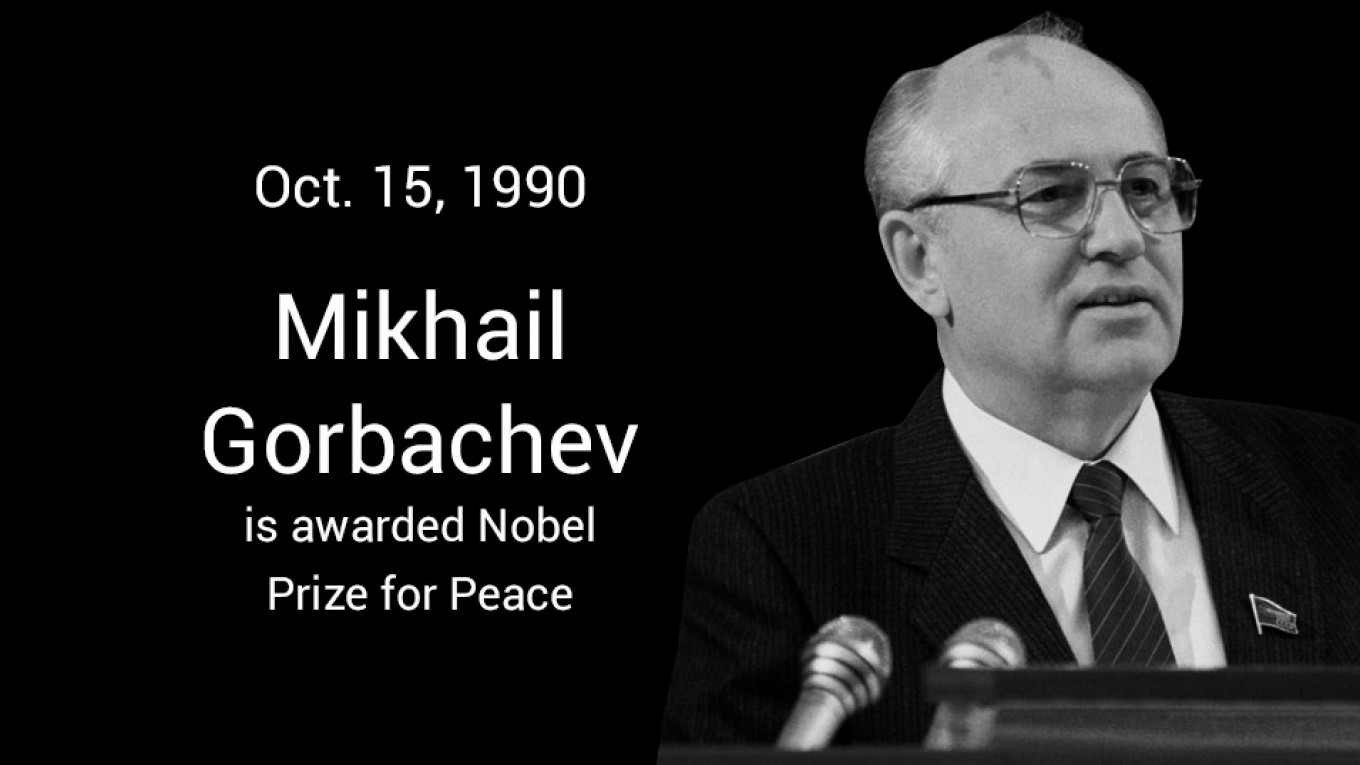 Oct. 15, 1990
Mikhail
Gorbachev
is awarded Nobel
Prize for Peace